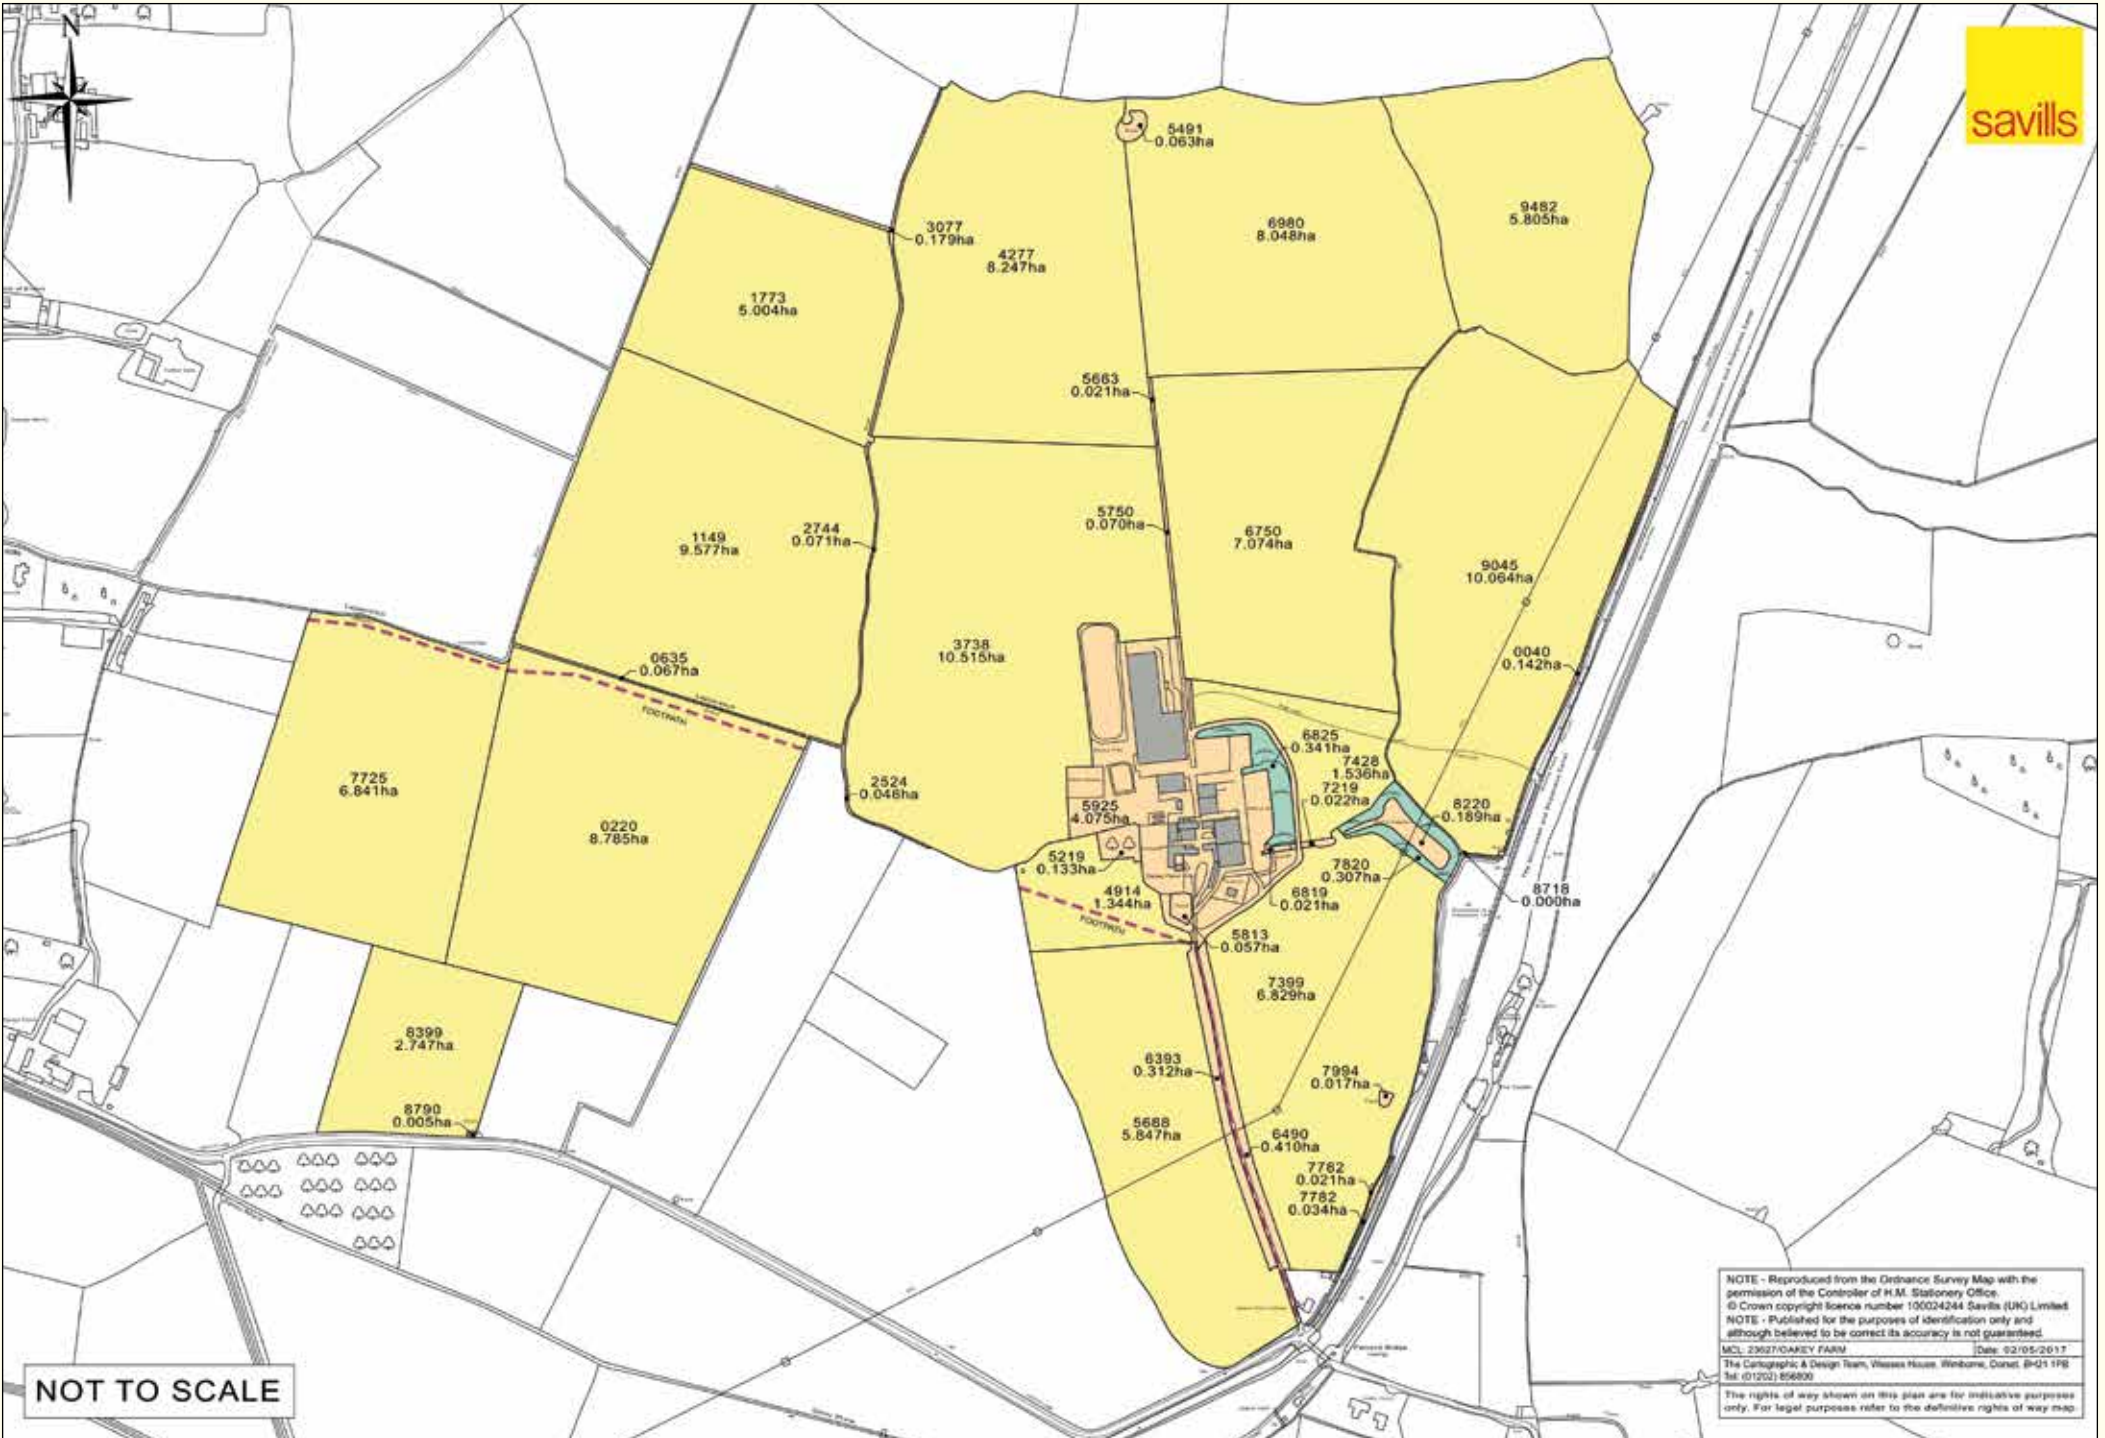 N
savills
5491
0.063ha
9482
5.805ha
6980
8.048ha
3077
0.179ha
4277
8.247ha
1773
5.004ha
5663
0.021ha
5750
0.070ha
2744
0.071ha
1149
9.577ha
6750
7.074ha
9045
10.064ha
3738
10.515ha
0635
0.067ha
0040
0.142ha
FOOTPATH
6825
0.341ha
7428
1.536ha
7725
6.841ha
2524
0.046ha
7219
0.022ha
5925
4.075ha
8220
0.189ha
0220
8.785ha
5219
0.133ha
7820
0.307ha
4914
1.344ha
6819
0.021ha
8718
0.000ha
FOOTPATH
5813
0.057ha
7399
6.829ha
8399
2.747ha
6393
0.312ha
7994
0.017ha
8790
0.005ha
5688
5.847ha
6490
0.410ha
7782
0.021ha
7782
0.034ha
NOTE - Reproduced from the Ordnance Survey Map with the
permission of the Controller of H.M. Stationery Office.
© Crown copyright licence number 100024244 Savills (UK) Limited
NOTE - Published for the purposes of identification only and
although believed to be correct its accuracy is not guaranteed.
MCL: 23627/OAKEY FARM
Date: 02/05/2017
The Cartographic & Design Team, Wessex House, Wimborne, Dorset, BH21 1PB
Tel: (01202) 856800
The rights of way shown on this plan are for indicative purposes
only. For legal purposes refer to the definitive rights of way map.
NOT TO SCALE